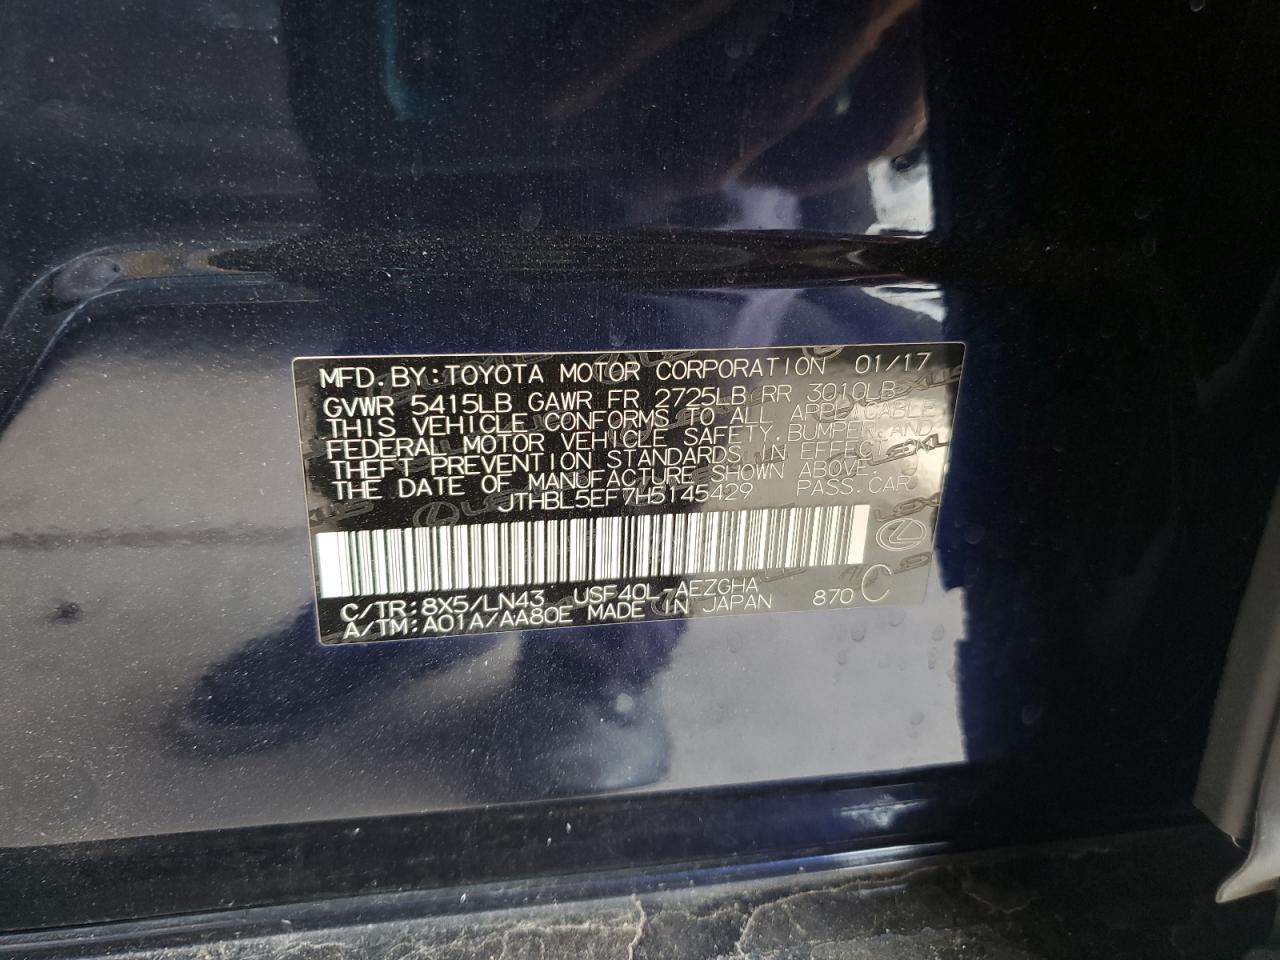 MFD.BY:TOYOTA MOTOR CORPORATION 01/17
GVWR 5415LB GAWR FR 2725LB RR 3010LB
THIS VEHICLE CONFORMS TO ALL APPLICABLE
FEDERAL MOTOR VEHICLE SAFETY,BUMPER,AND
THEFT PREVENTION STANDARDS IN EFFECT ON
THE DATE OF MANUFACTURE SHOWN ABOVE.
JTHBL5EF7H5145429 PASS.CAR
C/TR:8X5/LN43 USF40L-AEZGHA
A/TM:A01A/AA80E MADE IN JAPAN 870 C